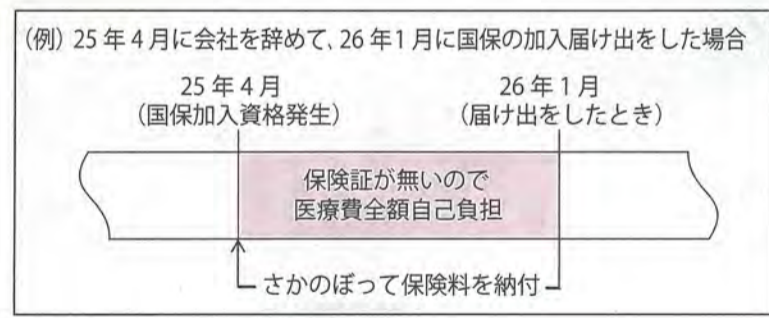 (例) 25年4月に会社を辞めて、26年1月に国保の加入届け出をした場合
25年4月
(国保加入資格発生)
26年1月
(届け出をしたとき)
保険証が無いので
医療費全額自己負担
さかのぼって保険料を納付